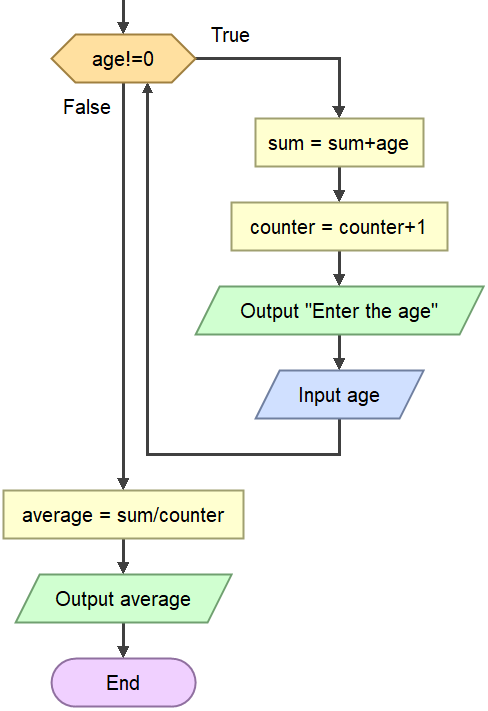 True
age!=0
False
sum = sum+age
counter = counter+1
Output "Enter the age"
Input age
average = sum/counter
Output average
End